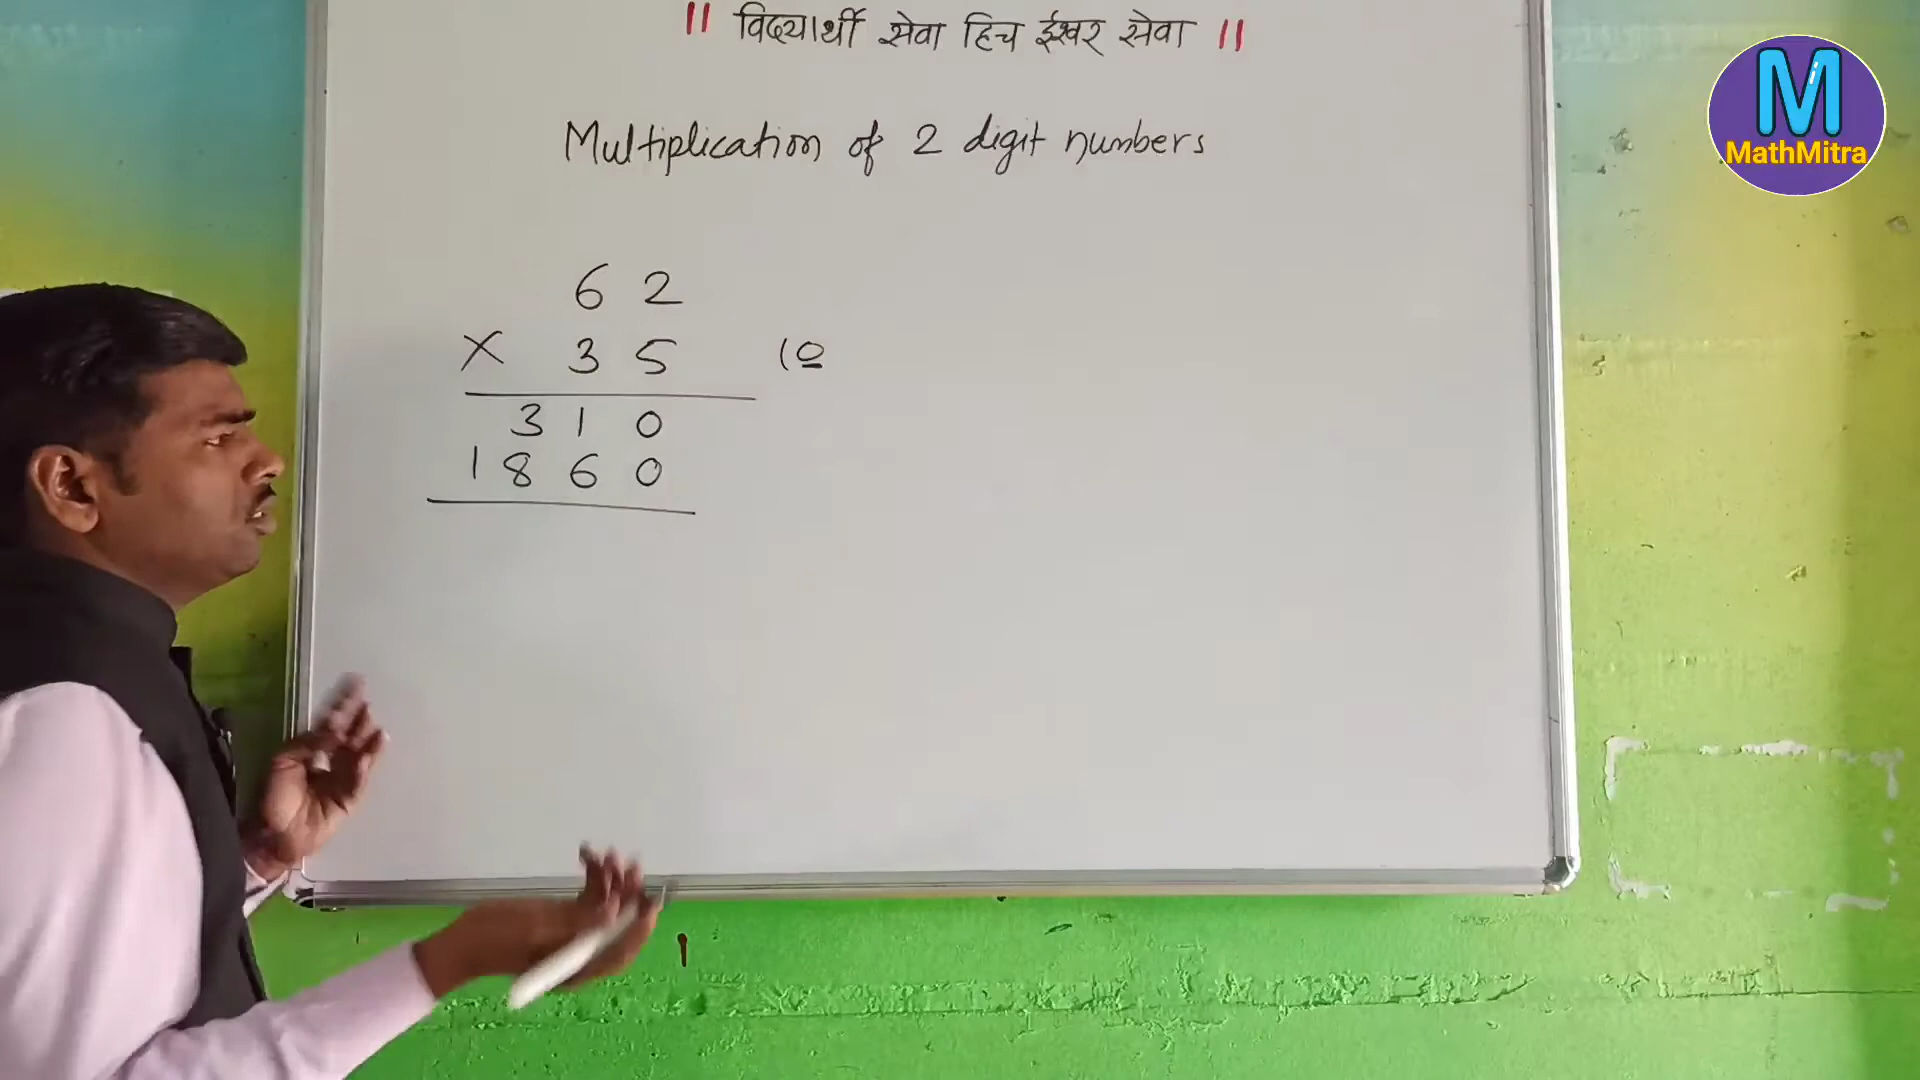 || विद्यार्थी सेवा हिच ईश्वर सेवा ||
M
MathMitra
Multiplication of 2 digit numbers
6 2
X 3 5 10
3 1 0
1 8 6 0